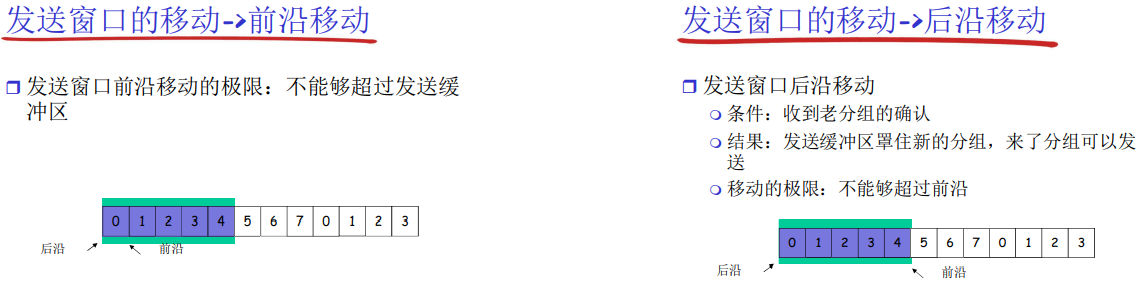 发送窗口的移动->前沿移动
发送窗口前沿移动的极限：不能够超过发送缓
冲区
0 1 2 3 4 5 6 7 0 1 2 3
后沿 前沿
发送窗口的移动->后沿移动
发送窗口后沿移动
条件：收到老分组的确认
结果：发送缓冲区罩住新的分组，来了分组可以发
送
移动的极限：不能够超过前沿
0 1 2 3 4 5 6 7 0 1 2 3
后沿 前沿